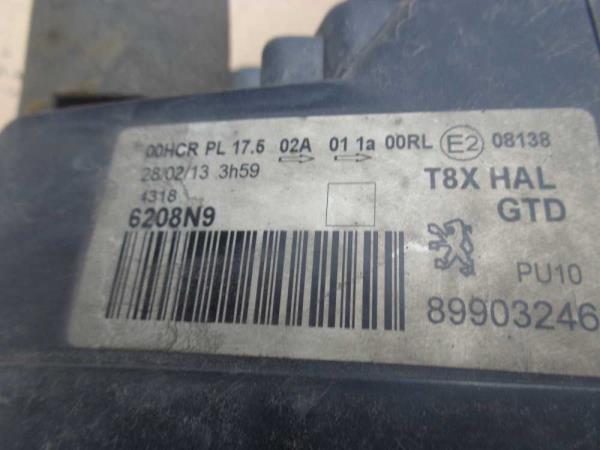 00HCR PL 17.5 02A 01 1a 00RL E2 08138
28/02/13 3h59
4318
6208N9
T8X HAL
GTD
PU10
89903246